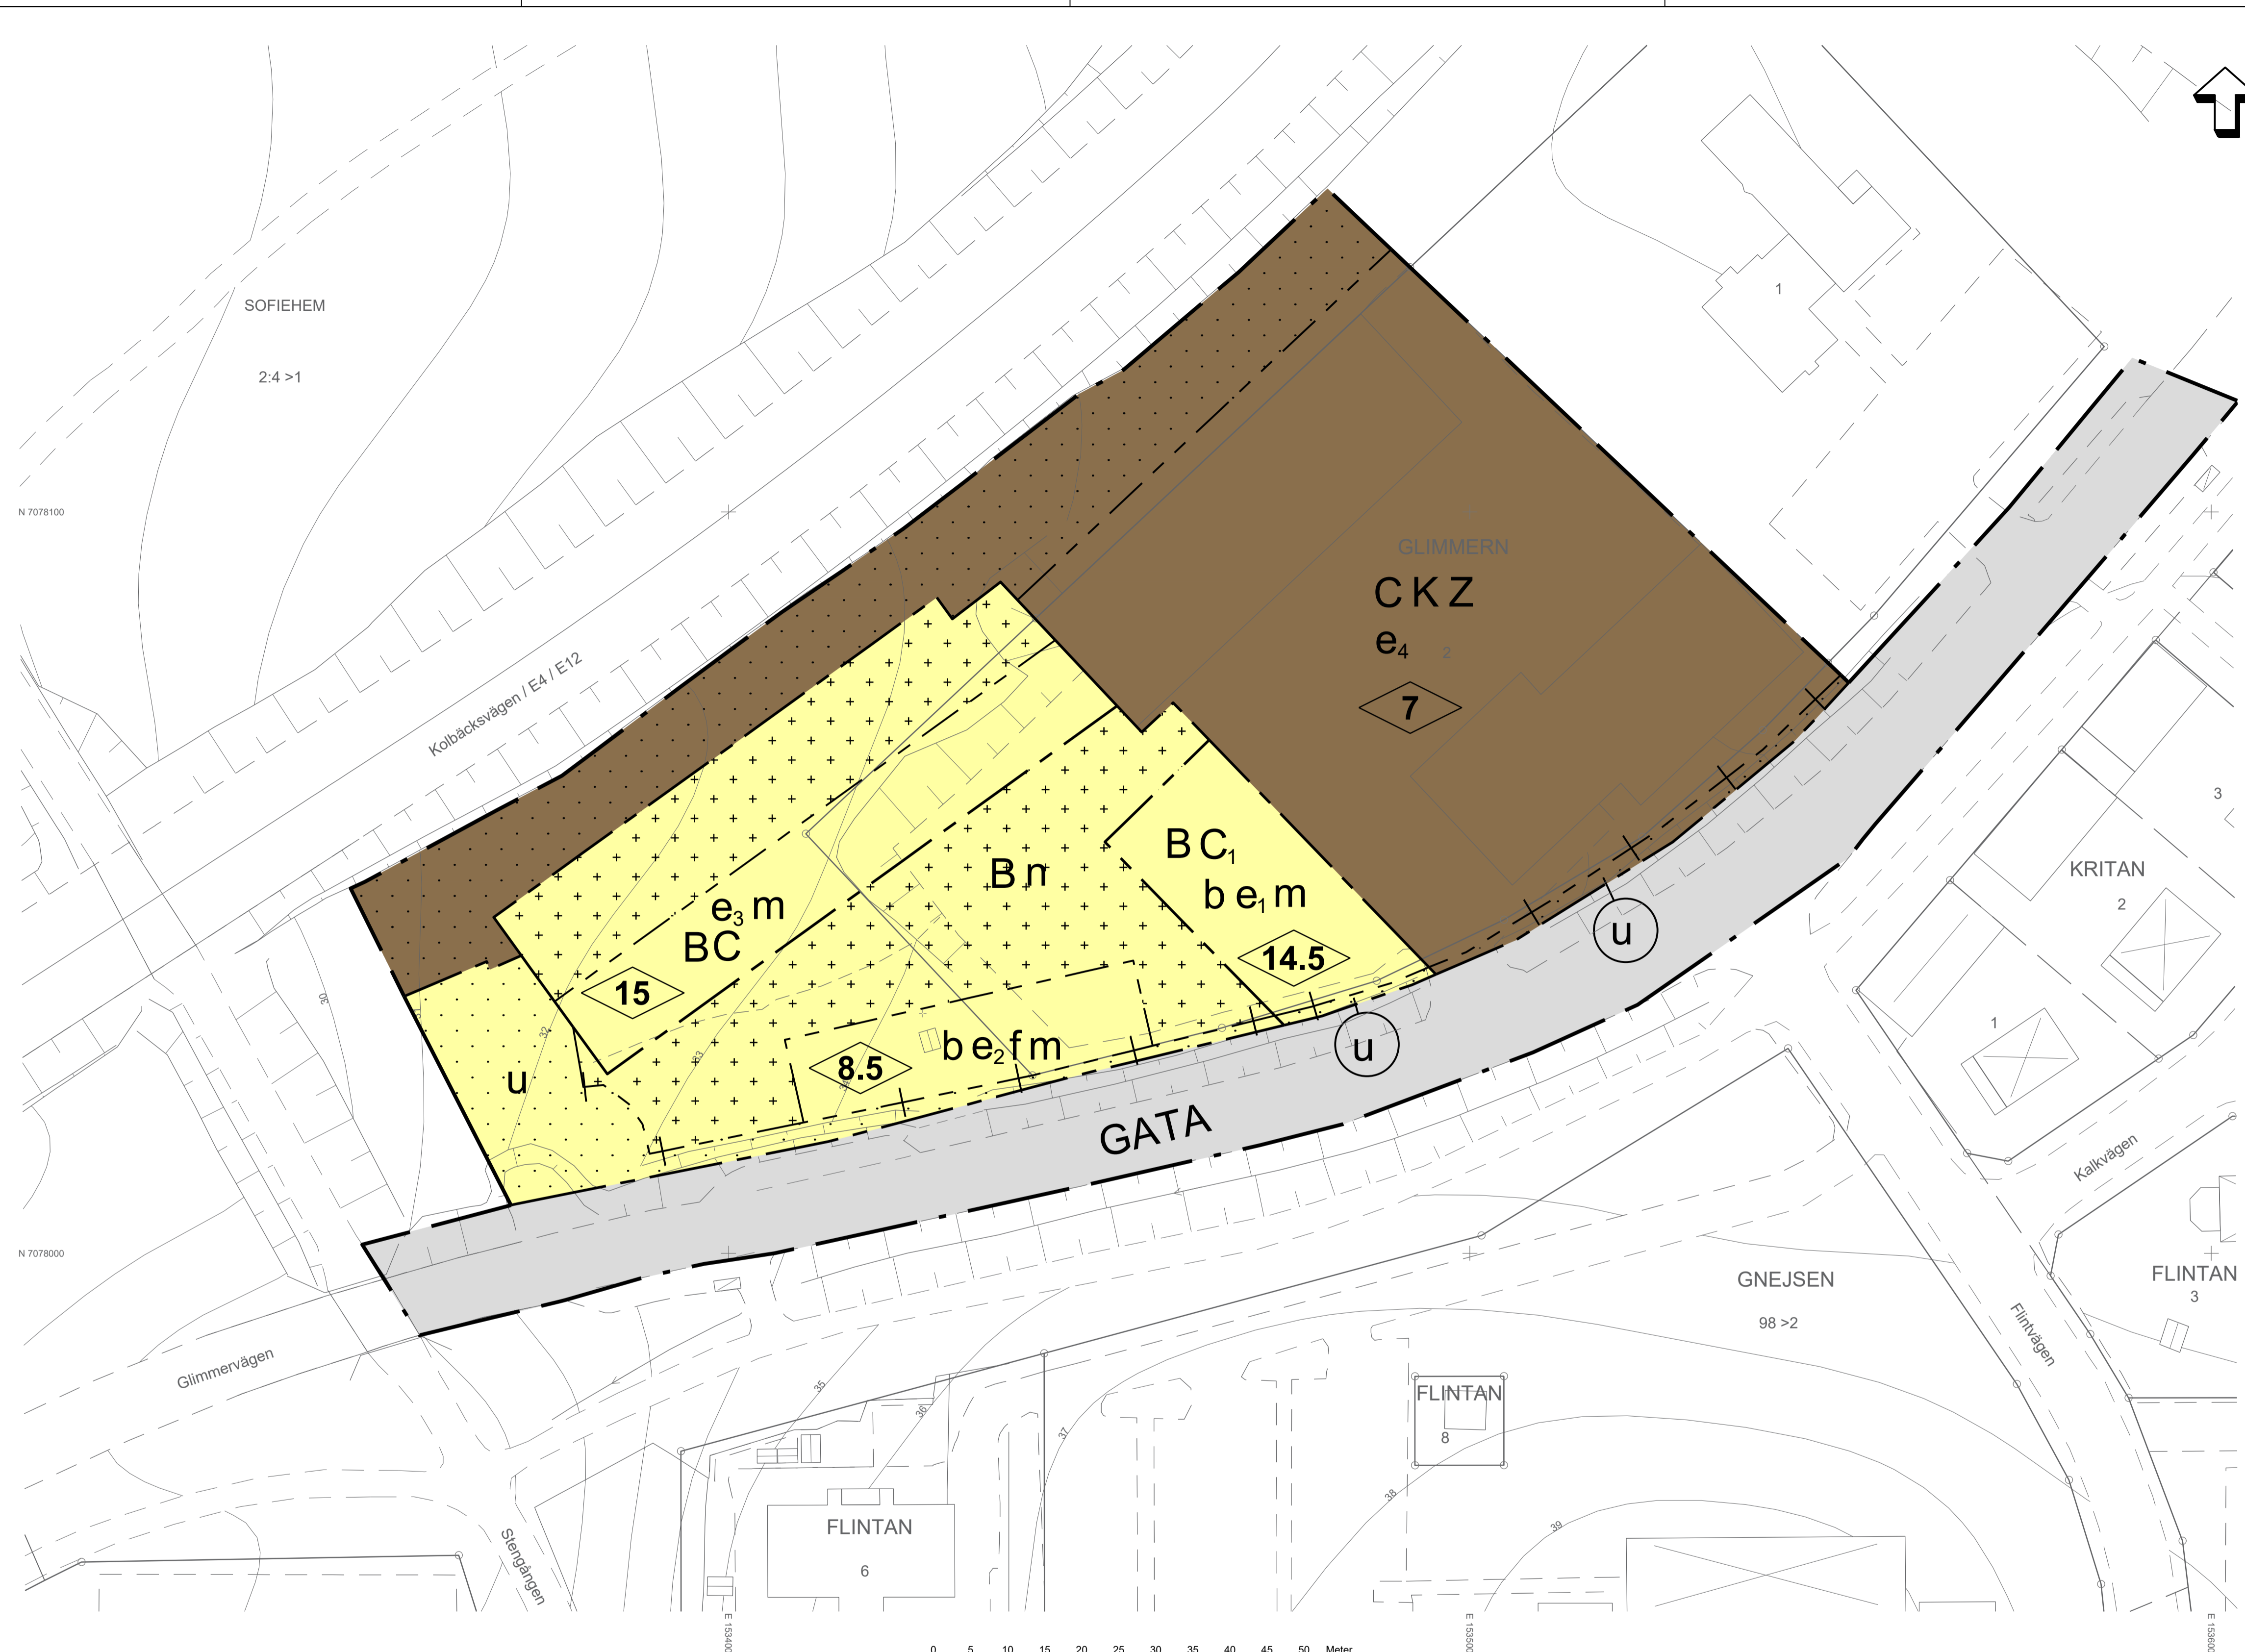 SOFIEHEM
2:4 >1
1
N 7078100
Kolbäcksvägen / E4 / E12
GLIMMERN
C K Z
e4 2
7
B C1
b e1 m
14.5
B n
e3 m
BC
15
b e2 f m
8.5
u
u
u
GATA
30
32
33
KRITAN
2
3
1
Kalkvägen
N 7078000
FLINTAN
3
GNEJSEN
98 >2
Flintvägen
Glimmervägen
35
36
37
FLINTAN
8
38
39
FLINTAN
6
Stengången
E 153400
E 153500
E 153600
0 5 10 15 20 25 30 35 40 45 50 Meter